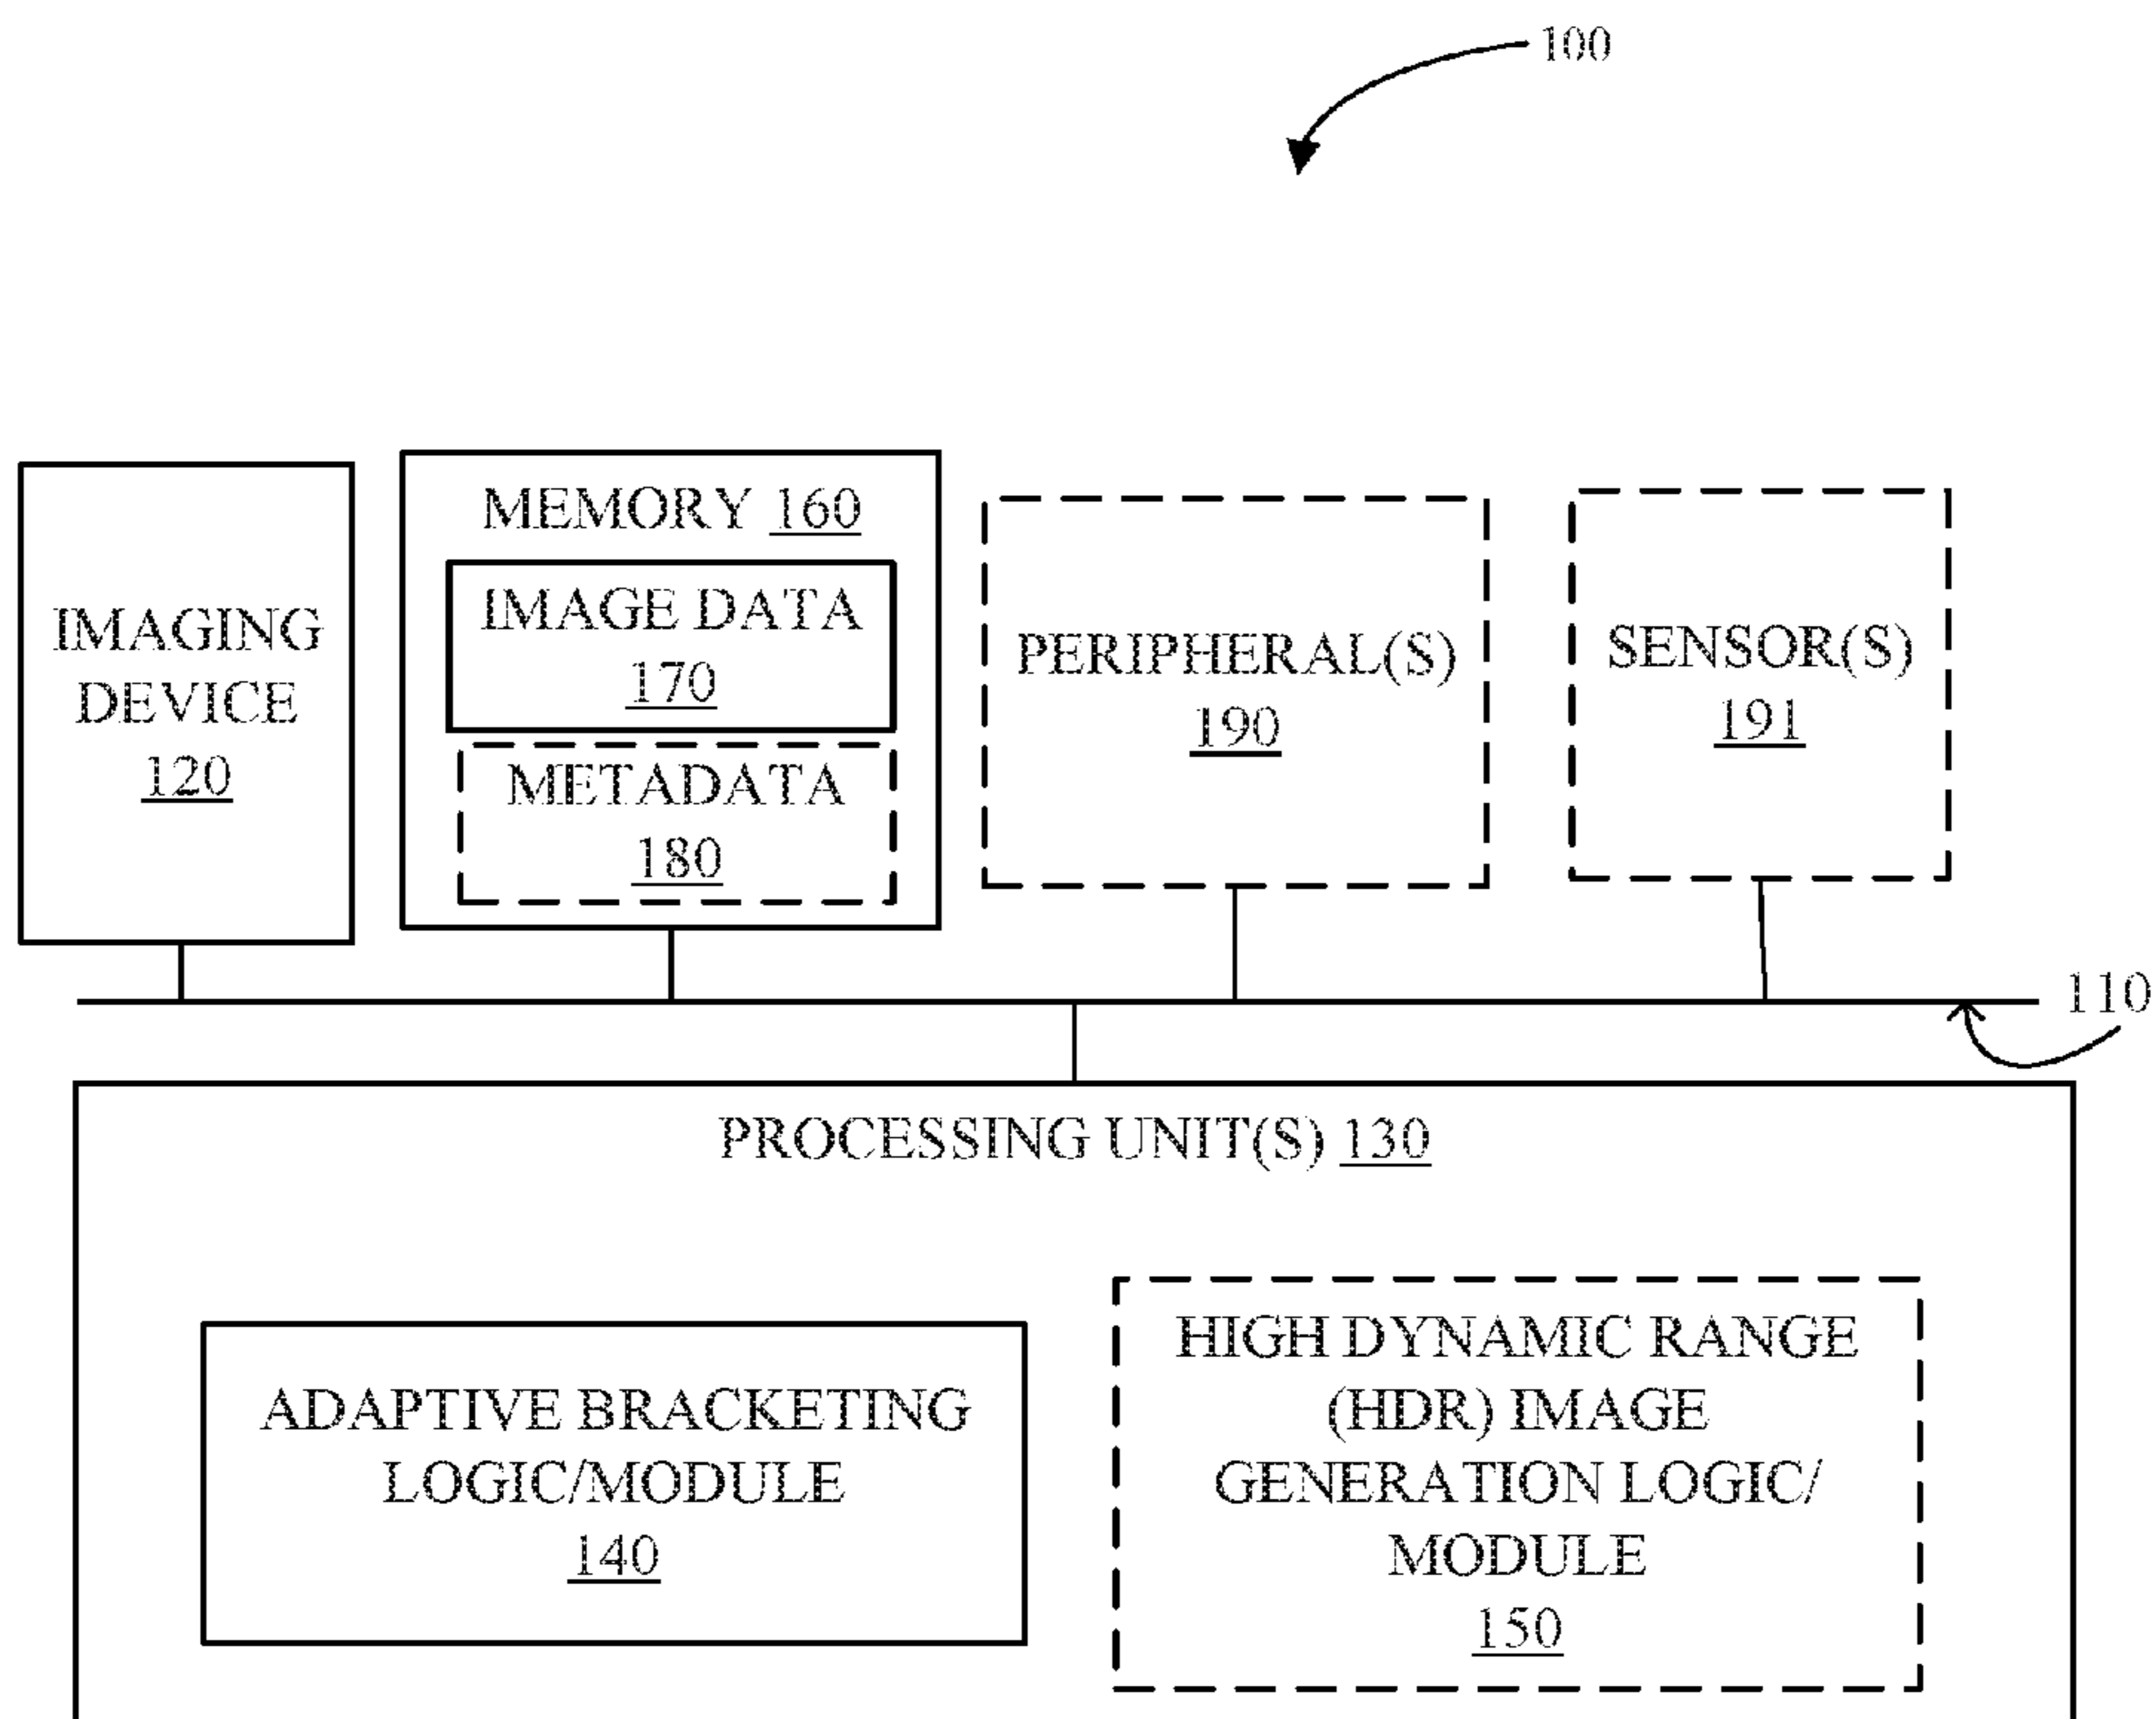 100
MEMORY 160
IMAGE DATA
170
METADATA
180
IMAGING
DEVICE
120
PERIPHERAL(S)
190
SENSOR(S)
191
110
PROCESSING UNIT(S) 130
ADAPTIVE BRACKETING
LOGIC/MODULE
140
HIGH DYNAMIC RANGE
(HDR) IMAGE
GENERATION LOGIC/
MODULE
150